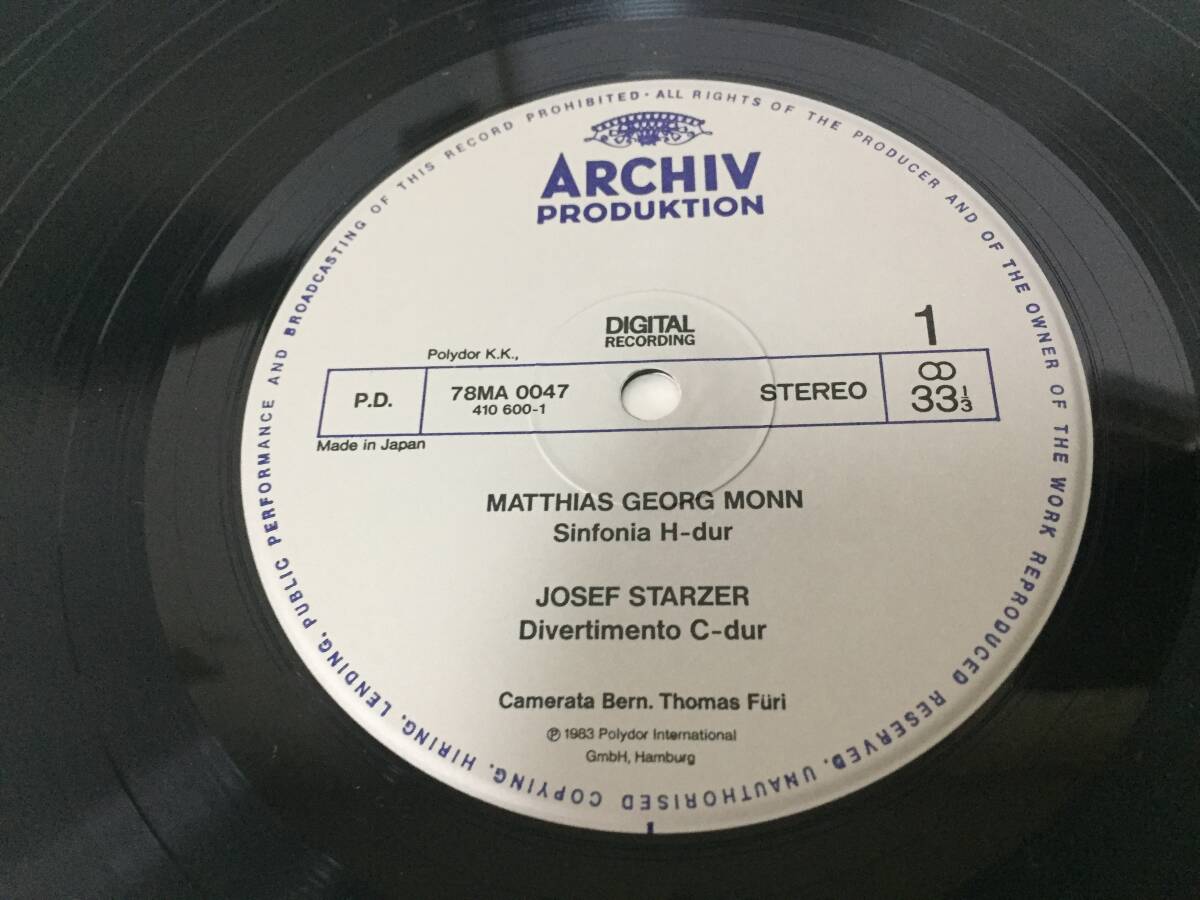 ALL RIGHTS OF THE PRODUCER AND OF THE OWNER OF THE WORK REPRODUCED RESERVED. UNAUTHORISED COPYING, HIRING, LENDING, PUBLIC PERFORMANCE AND BROADCASTING OF THIS RECORD PROHIBITED ·
ARCHIV
PRODUKTION
DIGITAL
RECORDING
1
Polydor K.K.,
P.D.
78MA 0047
410 600-1
STEREO
33⅓
Made in Japan
MATTHIAS GEORG MONN
Sinfonia H-dur
JOSEF STARZER
Divertimento C-dur
Camerata Bern. Thomas Füri
℗ 1983 Polydor International
GmbH, Hamburg